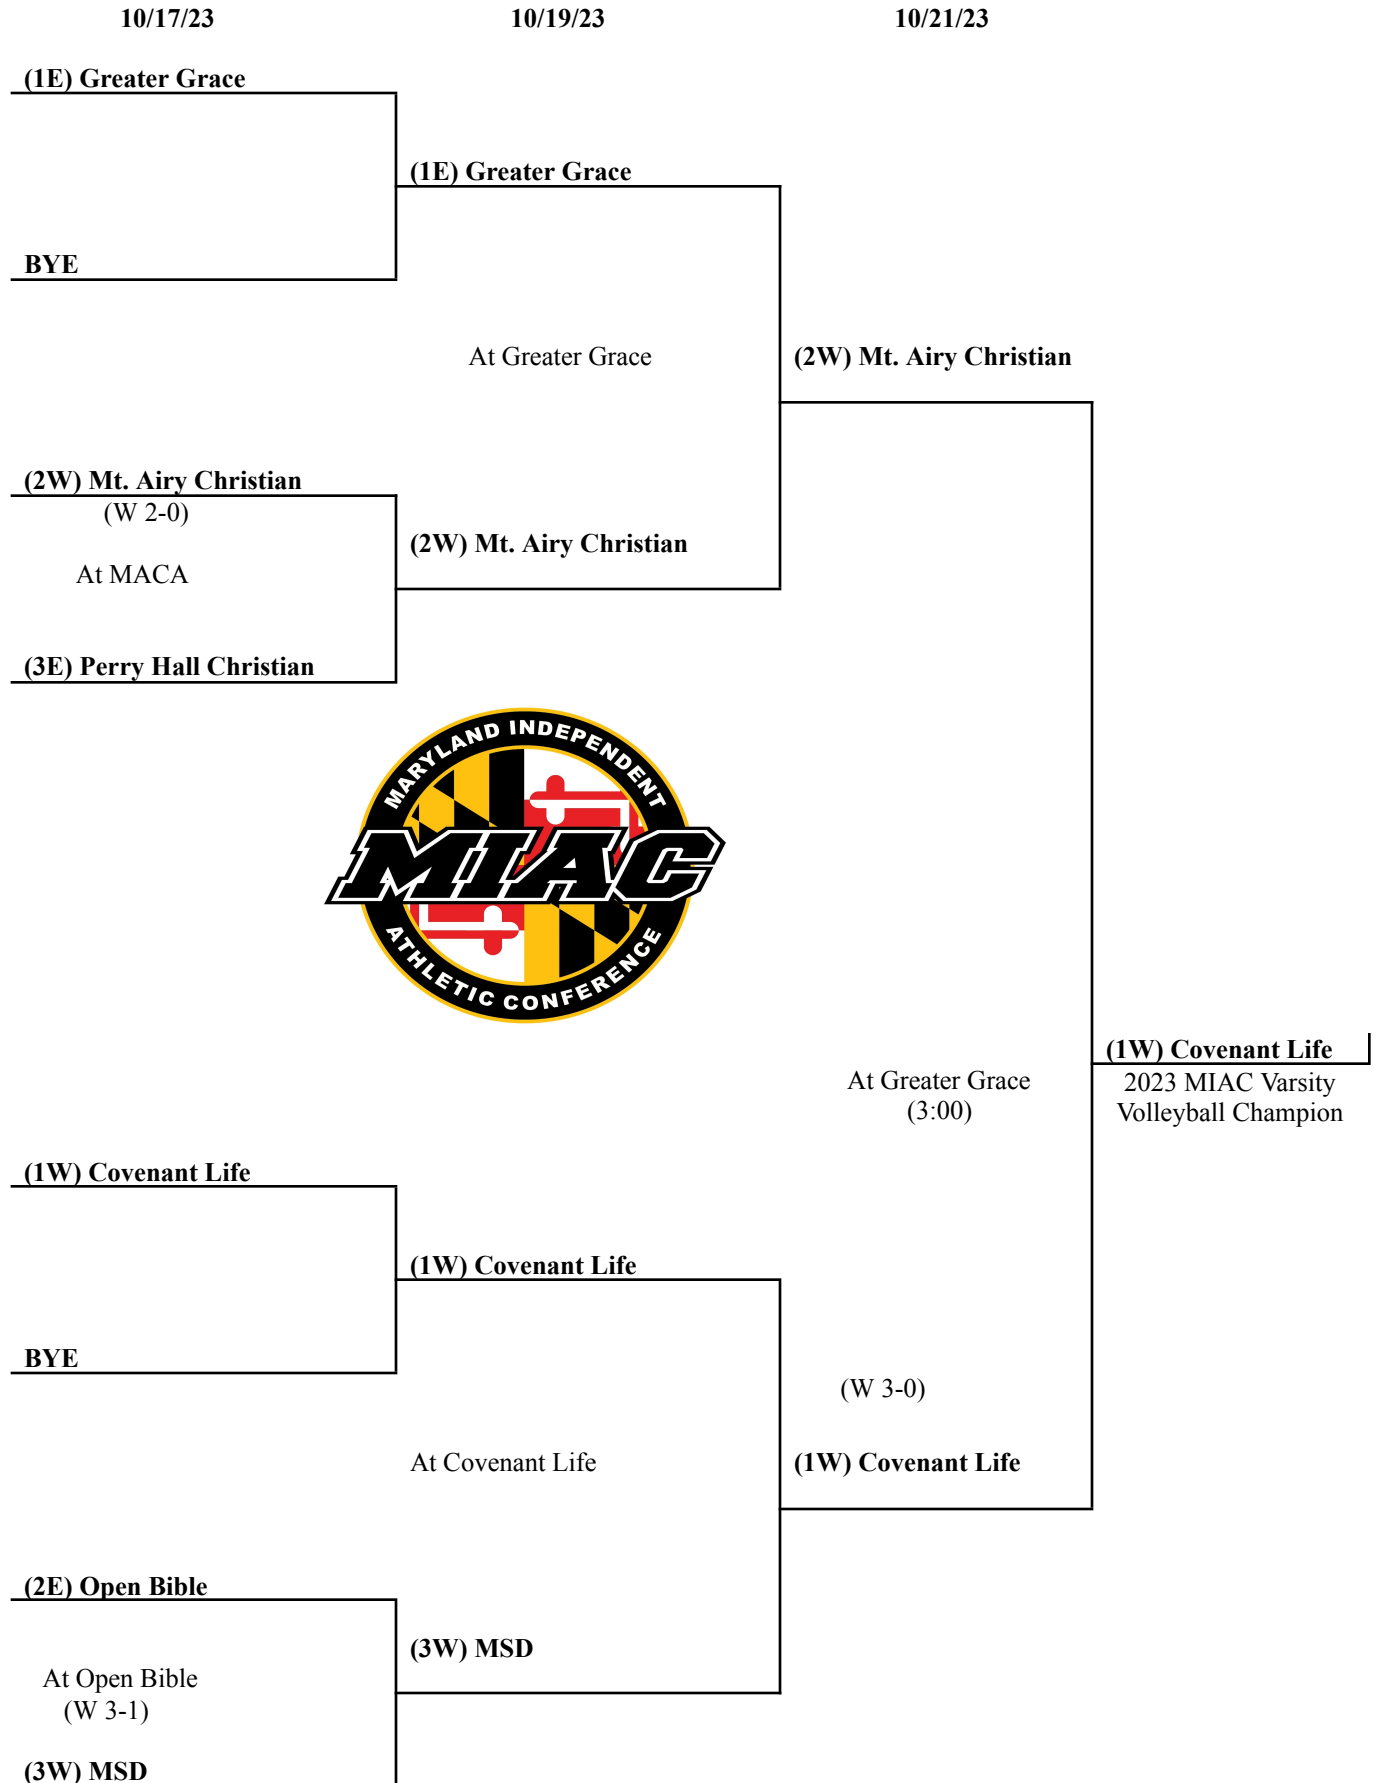 10/17/23 10/19/23 10/21/23
(1E) Greater Grace
(1E) Greater Grace
BYE
At Greater Grace
(2W) Mt. Airy Christian
(2W) Mt. Airy Christian
(W 2-0)
(2W) Mt. Airy Christian
At MACA
(3E) Perry Hall Christian
MARYLAND INDEPENDENT
MIAC
ATHLETIC CONFERENCE
(1W) Covenant Life
At Greater Grace
(3:00)
2023 MIAC Varsity
Volleyball Champion
(1W) Covenant Life
(1W) Covenant Life
BYE
(W 3-0)
At Covenant Life
(1W) Covenant Life
(2E) Open Bible
(3W) MSD
At Open Bible
(W 3-1)
(3W) MSD